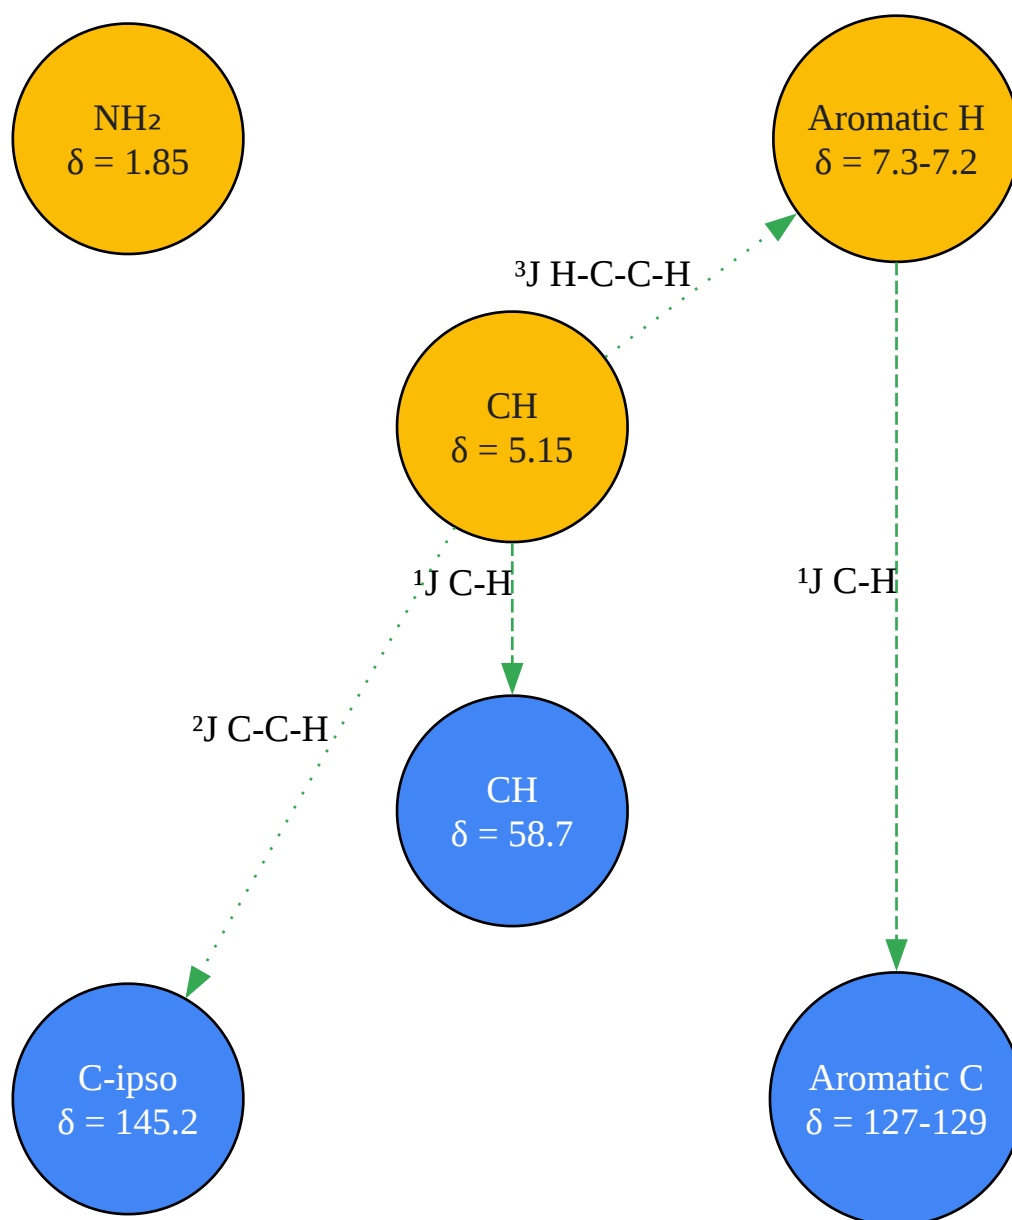 NH₂
δ = 1.85
Aromatic H
δ = 7.3-7.2
³J H-C-C-H
CH
δ = 5.15
¹J C-H
¹J C-H
²J C-C-H
CH
δ = 58.7
C-ipso
δ = 145.2
Aromatic C
δ = 127-129